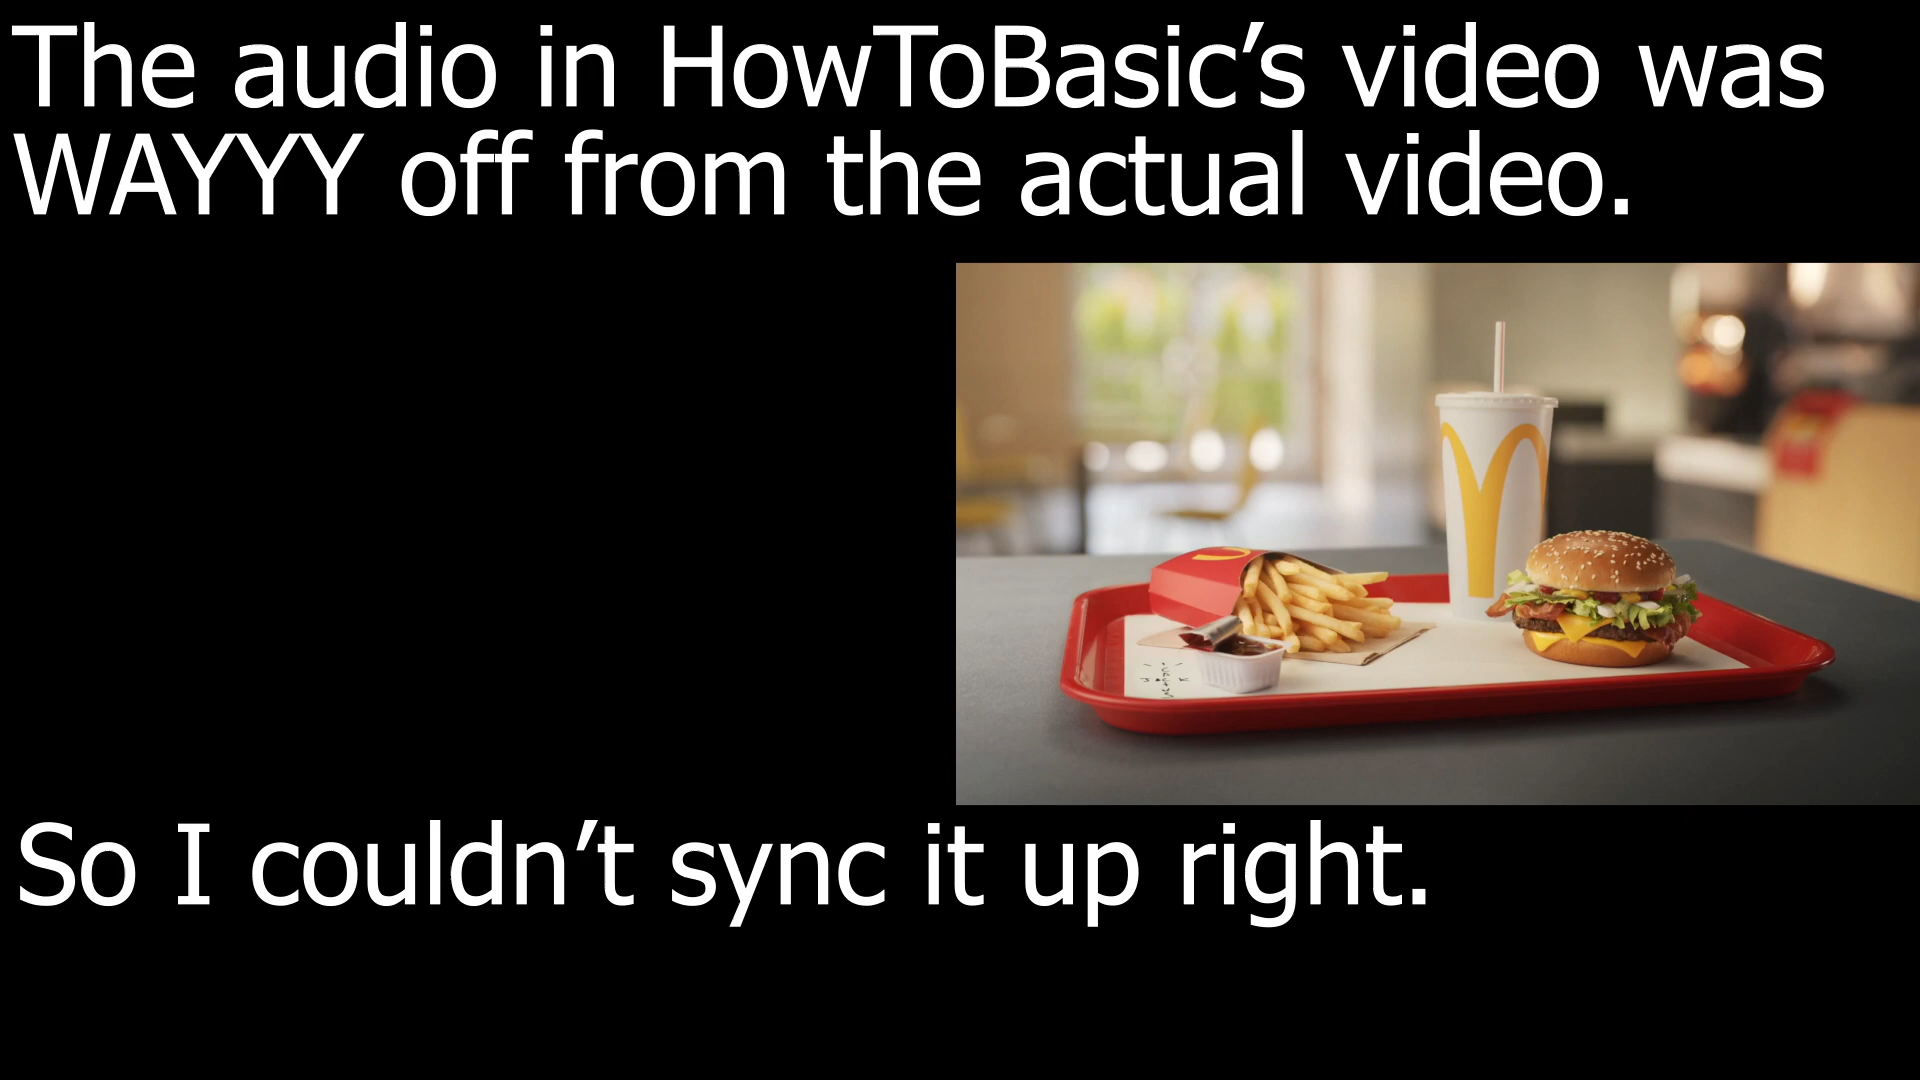 The audio in HowToBasic’s video was
WAYYY off from the actual video.
So I couldn’t sync it up right.